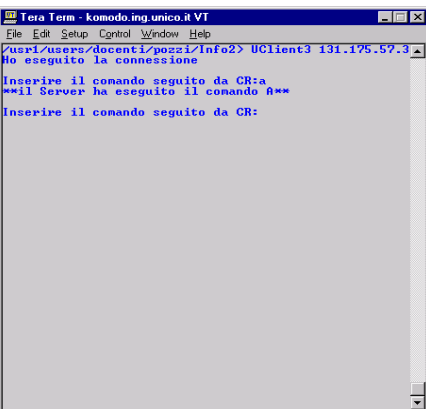 Tera Term - komodo.ing.unico.it VT
File Edit Setup Control Window Help
/usr1/users/docenti/pozzi/Info2> UClient3 131.175.57.3
Ho eseguito la connessione
Inserire il comando seguito da CR:a
**il Server ha eseguito il comando A**
Inserire il comando seguito da CR: